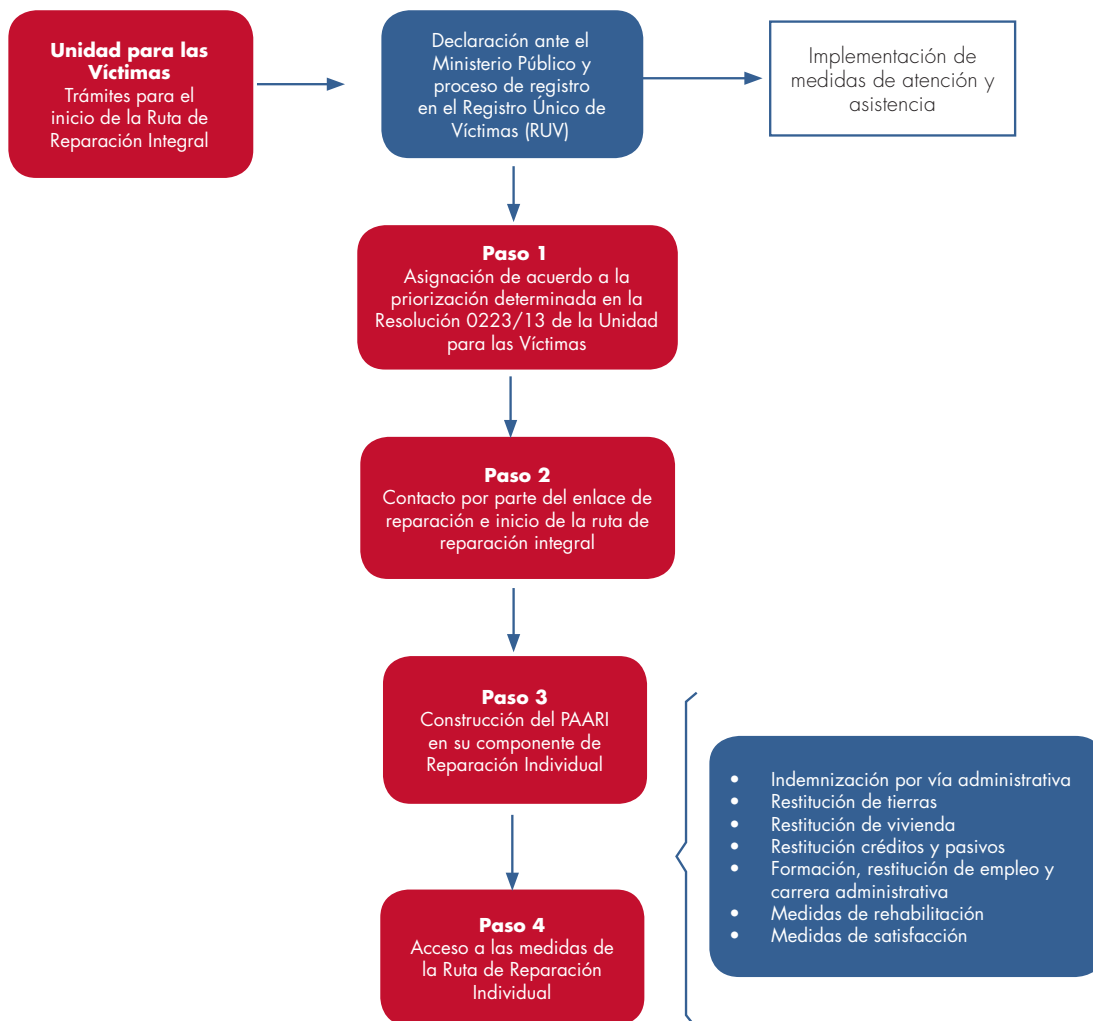 Unidad para las
Víctimas
Trámites para el
inicio de la Ruta de
Reparación Integral
Declaración ante el
Ministerio Público y
proceso de registro
en el Registro Único de
Víctimas (RUV)
Implementación de
medidas de atención y
asistencia
Paso 1
Asignación de acuerdo a la
priorización determinada en la
Resolución 0223/13 de la Unidad
para las Víctimas
Paso 2
Contacto por parte del enlace de
reparación e inicio de la ruta de
reparación integral
Paso 3
Construcción del PAARI
en su componente de
Reparación Individual
Paso 4
Acceso a las medidas de
la Ruta de Reparación
Individual
• Indemnización por vía administrativa
• Restitución de tierras
• Restitución de vivienda
• Restitución créditos y pasivos
• Formación, restitución de empleo y
carrera administrativa
• Medidas de rehabilitación
• Medidas de satisfacción